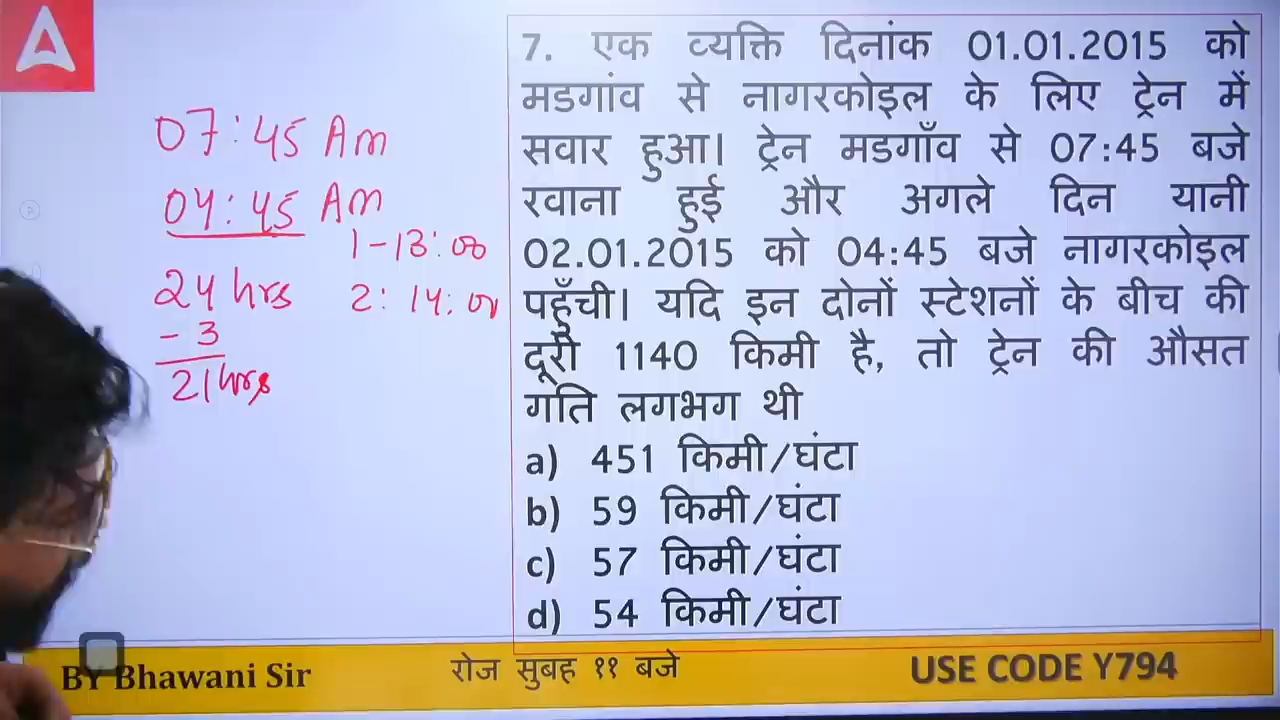 07:45 Am
04:45 Am
1-13:00
24 hrs
2: 14:00
- 3
21 hrs
7. एक व्यक्ति दिनांक 01.01.2015 को
मडगांव से नागरकोइल के लिए ट्रेन में
सवार हुआ। ट्रेन मडगाँव से 07:45 बजे
रवाना हुई और अगले दिन यानी
02.01.2015 को 04:45 बजे नागरकोइल
पहुँची। यदि इन दोनों स्टेशनों के बीच की
दूरी 1140 किमी है, तो ट्रेन की औसत
गति लगभग थी
a) 451 किमी/घंटा
b) 59 किमी/घंटा
c) 57 किमी/घंटा
d) 54 किमी/घंटा
BY Bhawani Sir
रोज सुबह ११ बजे
USE CODE Y794